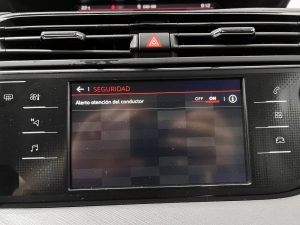 SEGURIDAD
Alerta atención del conductor OFF ON